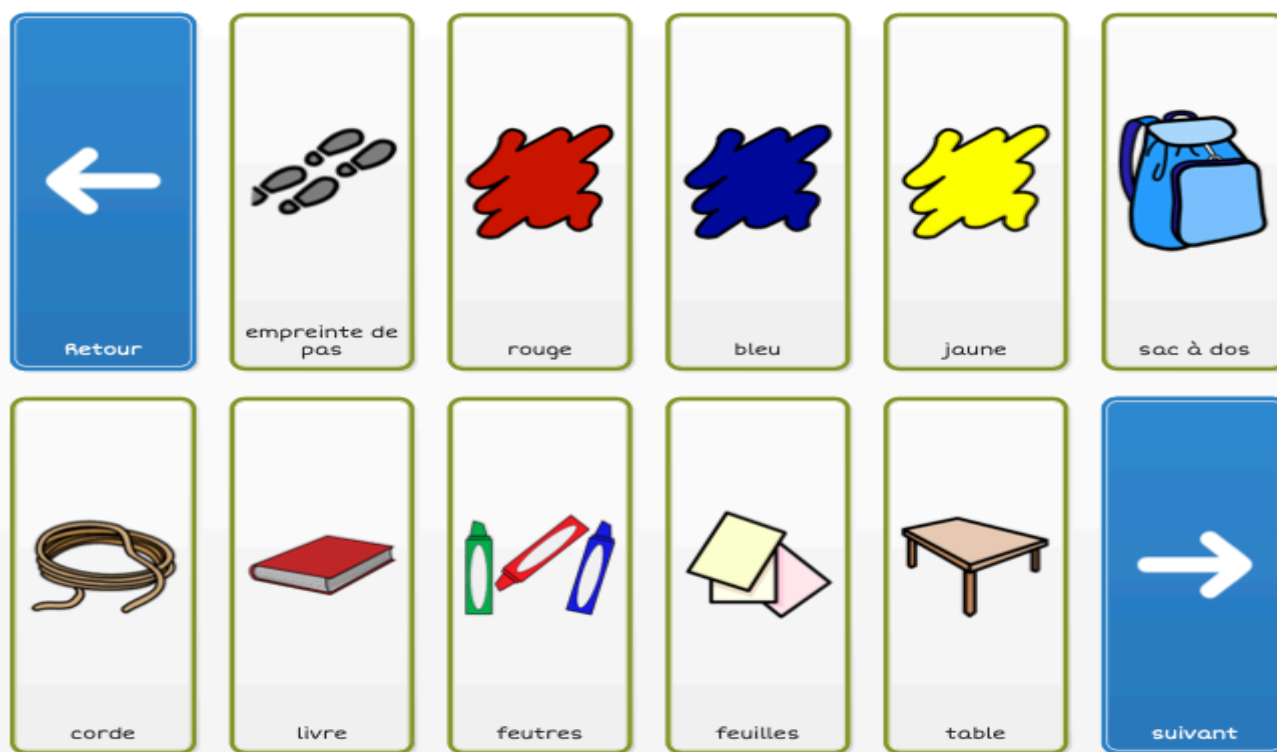 Retour
empreinte de
pas
rouge
bleu
jaune
sac à dos
corde
livre
feutres
feuilles
table
suivant